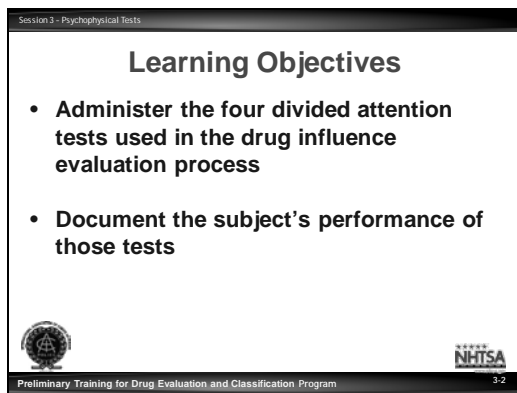 Session 3 – Psychophysical Tests
Learning Objectives
• Administer the four divided attention
tests used in the drug influence
evaluation process
• Document the subject's performance of
those tests
NHTSA
Preliminary Training for Drug Evaluation and Classification Program
3-2